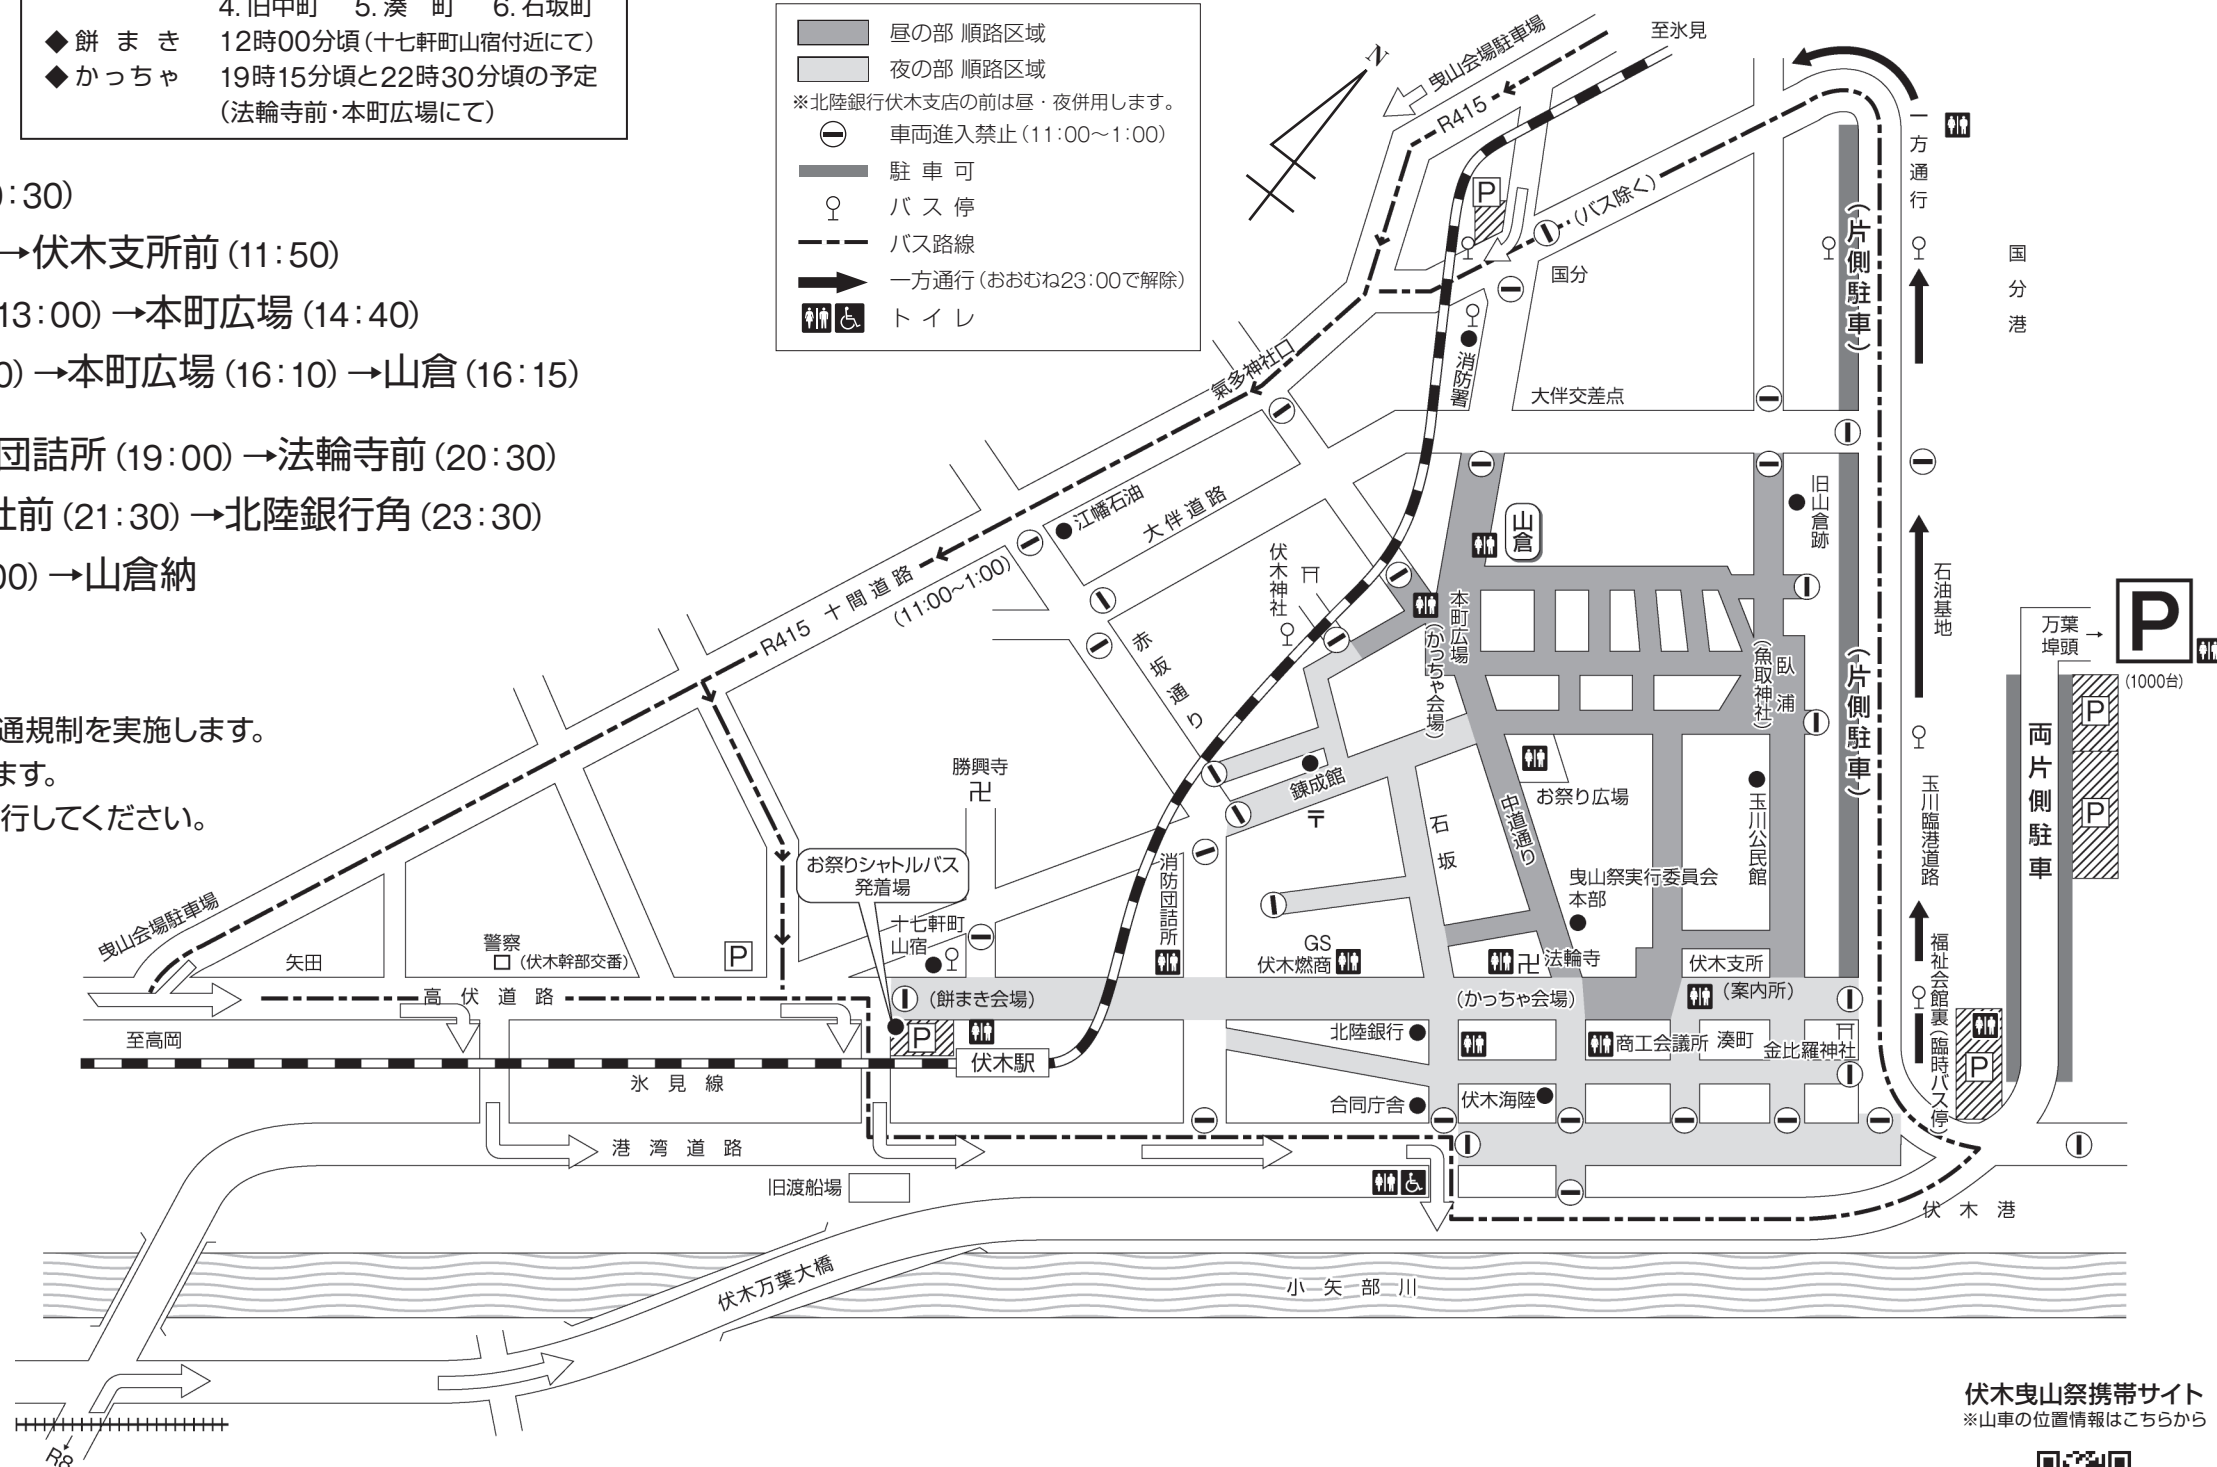 4. 旧中町　5. 湊　町　6. 石坂町
◆ 餅 ま き　12時00分頃（十七軒町山宿付近にて）
◆ かっちゃ　19時15分頃と22時30分頃の予定
（法輪寺前・本町広場にて）
:30）
→伏木支所前（11:50）
13:00）→本町広場（14:40）
0）→本町広場（16:10）→山倉（16:15）
団詰所（19:00）→法輪寺前（20:30）
社前（21:30）→北陸銀行角（23:30）
00）→山倉納
通規制を実施します。
ます。
行してください。
昼の部 順路区域
夜の部 順路区域
※北陸銀行伏木支店の前は昼・夜併用します。
車両進入禁止（11:00〜1:00）
駐 車 可
バ ス 停
バス路線
一方通行（おおむね23:00で解除）
ト イ レ
N
曳山会場駐車場
至氷見
R415
P
（バス除く）
国分
一方通行
（片側駐車）
国分港
氣多神社口
消防署
大伴交差点
江幡石油
大伴道路
R415 十間道路
（11:00〜1:00）
赤坂通り
伏木神社
山倉
本町広場
（かっちゃ会場）
旧山倉跡
臥浦
（魚取神社）
（片側駐車）
石油基地
万葉
埠頭
→
P
（1000台）
P
P
両片側駐車
玉川臨港道路
勝興寺
卍
錬成館
〒
石坂
中道通り
お祭り広場
玉川公民館
お祭りシャトルバス
発着場
消防団詰所
曳山祭実行委員会
本部
曳山会場駐車場
矢田
警察
（伏木幹部交番）
P
十七軒町
山宿
GS
伏木燃商
卍 法輪寺
伏木支所
（案内所）
福祉会館裏（臨時バス停）
高伏道路
（餅まき会場）
（かっちゃ会場）
至高岡
P
伏木駅
北陸銀行
商工会議所
湊町
金比羅神社
P
氷見線
合同庁舎
伏木海陸
港湾道路
旧渡船場
伏木港
伏木万葉大橋
小矢部川
R8
伏木曳山祭携帯サイト
※山車の位置情報はこちらから